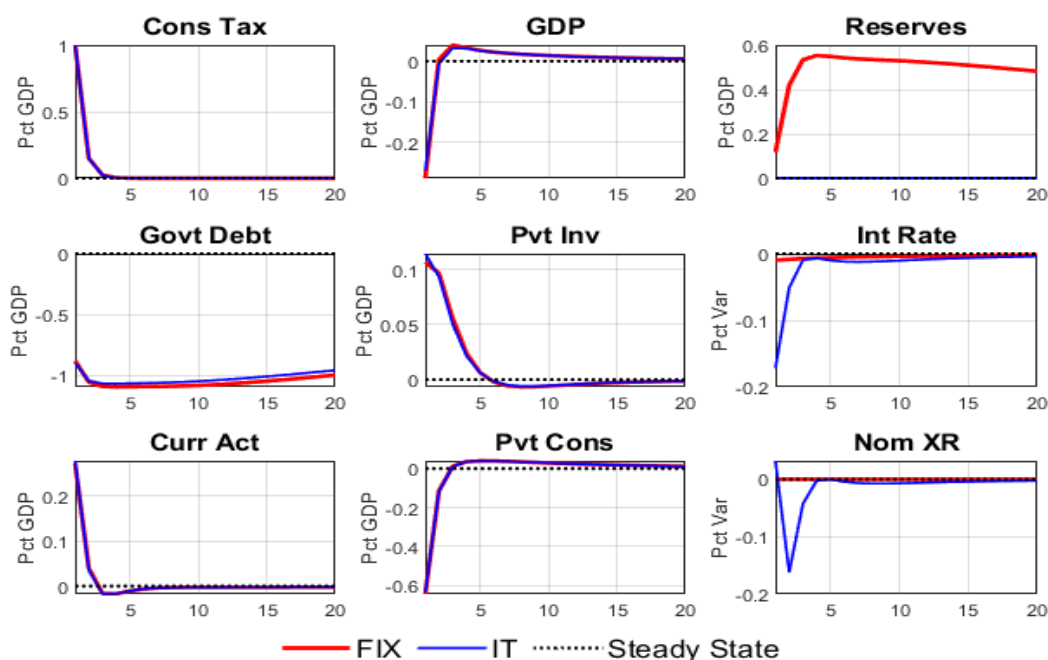 Cons Tax
Pct GDP
1
0.5
0
5 10 15 20
GDP
Pct GDP
0
-0.1
-0.2
5 10 15 20
Reserves
Pct GDP
0.6
0.4
0.2
0
5 10 15 20
Govt Debt
Pct GDP
0
-0.5
-1
5 10 15 20
Pvt Inv
Pct GDP
0.1
0.05
0
5 10 15 20
Int Rate
Pct Var
0
-0.1
-0.2
5 10 15 20
Curr Act
Pct GDP
0.2
0.1
0
5 10 15 20
Pvt Cons
Pct GDP
0
-0.2
-0.4
-0.6
5 10 15 20
Nom XR
Pct Var
0
-0.1
-0.2
5 10 15 20
FIX IT Steady State